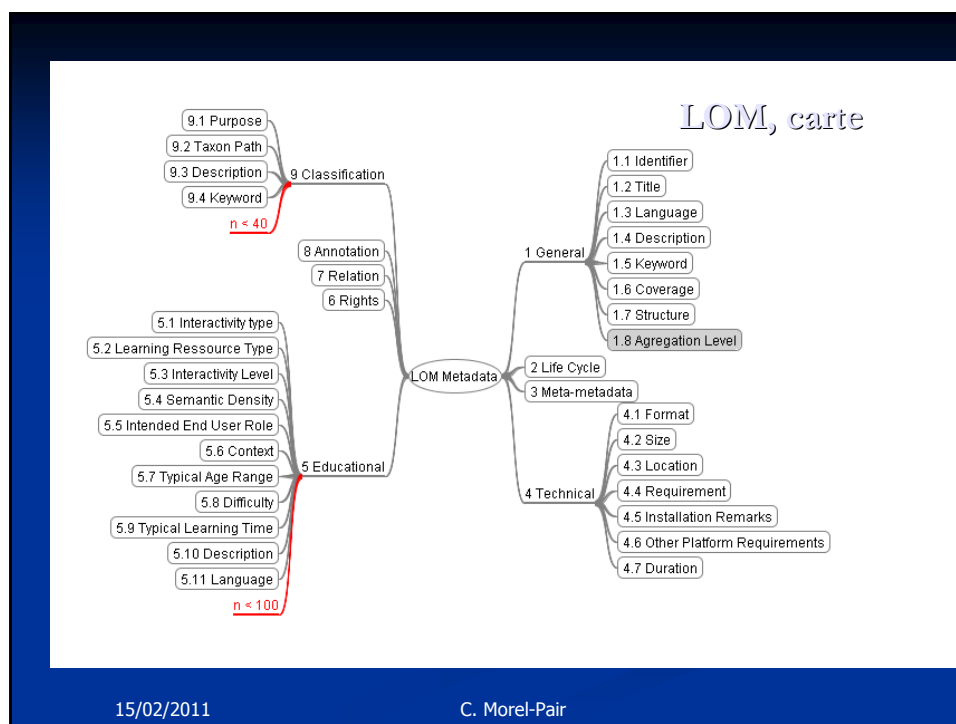 LOM, carte
9.1 Purpose
9.2 Taxon Path
9.3 Description
9.4 Keyword
n < 40
9 Classification
8 Annotation
7 Relation
6 Rights
5.1 Interactivity type
5.2 Learning Ressource Type
5.3 Interactivity Level
5.4 Semantic Density
5.5 Intended End User Role
5.6 Context
5.7 Typical Age Range
5.8 Difficulty
5.9 Typical Learning Time
5.10 Description
5.11 Language
n < 100
5 Educational
LOM Metadata
1 General
1.1 Identifier
1.2 Title
1.3 Language
1.4 Description
1.5 Keyword
1.6 Coverage
1.7 Structure
1.8 Agregation Level
2 Life Cycle
3 Meta-metadata
4 Technical
4.1 Format
4.2 Size
4.3 Location
4.4 Requirement
4.5 Installation Remarks
4.6 Other Platform Requirements
4.7 Duration
15/02/2011
C. Morel-Pair